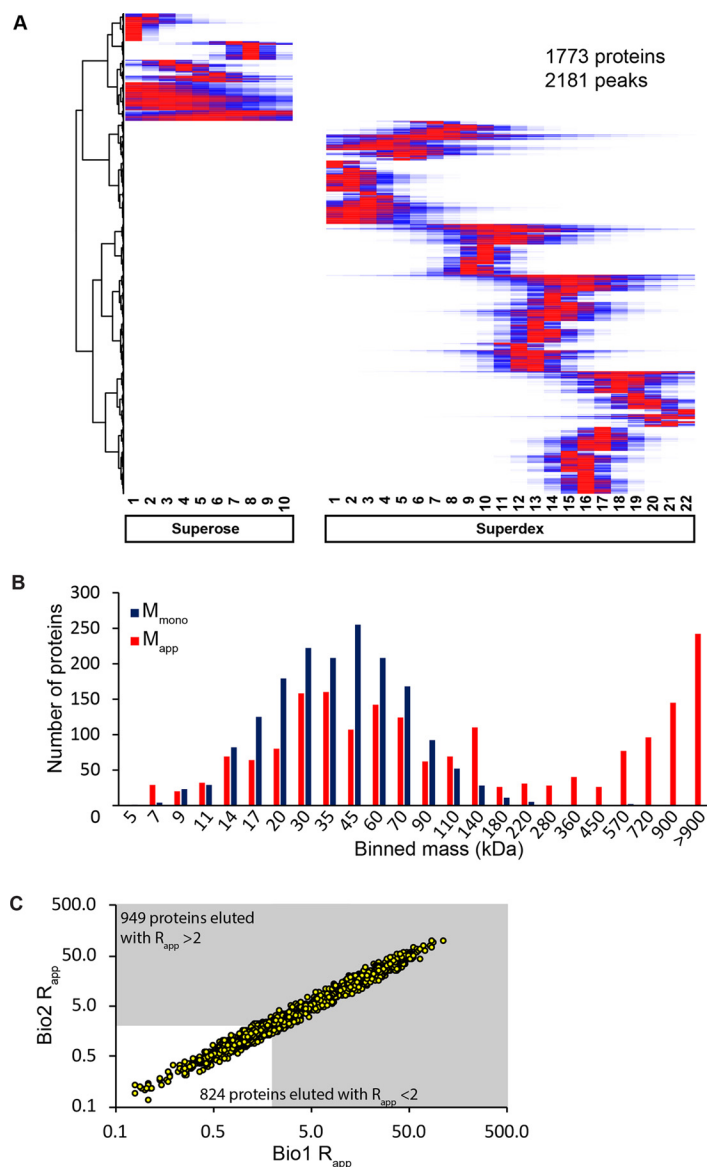 A
1773 proteins
2181 peaks
1 2 3 4 5 6 7 8 9 10
1 2 3 4 5 6 7 8 9 10 11 12 13 14 15 16 17 18 19 20 21 22
Superose
Superdex
B
300
250
200
150
100
50
0
Number of proteins
Mmono
Mapp
5 7 9 11 14 17 20 30 35 45 60 70 90 110 140 180 220 280 360 450 570 720 900 >900
Binned mass (kDa)
C
500.0
50.0
5.0
0.5
0.1
Bio2 Rapp
949 proteins eluted
with Rapp >2
824 proteins eluted with Rapp <2
0.1 0.5 5.0 50.0 500.0
Bio1 Rapp